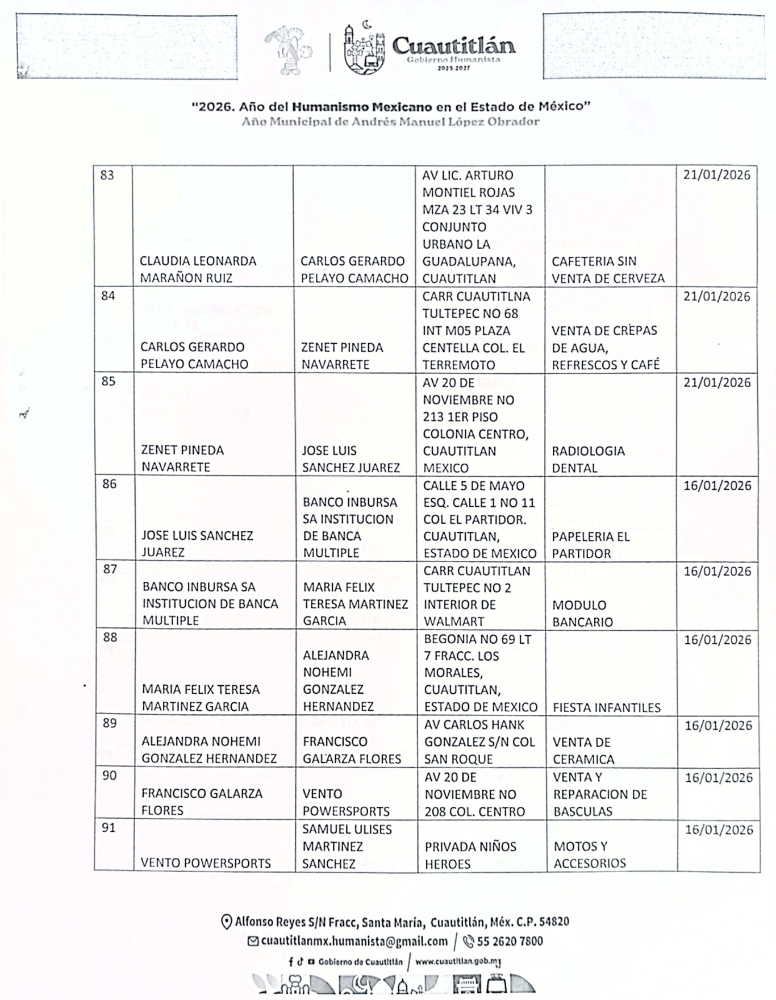 Cuautitlán
Gobierno Humanista
2025-2027
“2026. Año del Humanismo Mexicano en el Estado de México”
Año Municipal de Andrés Manuel López Obrador
83
CLAUDIA LEONARDA
MARAÑON RUIZ
CARLOS GERARDO
PELAYO CAMACHO
AV LIC. ARTURO
MONTIEL ROJAS
MZA 23 LT 34 VIV 3
CONJUNTO
URBANO LA
GUADALUPANA,
CUAUTITLAN
CAFETERIA SIN
VENTA DE CERVEZA
21/01/2026
84
CARLOS GERARDO
PELAYO CAMACHO
ZENET PINEDA
NAVARRETE
CARR CUAUTITLNA
TULTEPEC NO 68
INT M05 PLAZA
CENTELLA COL. EL
TERREMOTO
VENTA DE CREPAS
DE AGUA,
REFRESCOS Y CAFÉ
21/01/2026
85
ZENET PINEDA
NAVARRETE
JOSE LUIS
SANCHEZ JUAREZ
AV 20 DE
NOVIEMBRE NO
213 1ER PISO
COLONIA CENTRO,
CUAUTITLAN
MEXICO
RADIOLOGIA
DENTAL
21/01/2026
86
JOSE LUIS SANCHEZ
JUAREZ
BANCO INBURSA
SA INSTITUCION
DE BANCA
MULTIPLE
CALLE 5 DE MAYO
ESQ. CALLE 1 NO 11
COL EL PARTIDOR.
CUAUTITLAN,
ESTADO DE MEXICO
PAPELERIA EL
PARTIDOR
16/01/2026
87
BANCO INBURSA SA
INSTITUCION DE BANCA
MULTIPLE
MARIA FELIX
TERESA MARTINEZ
GARCIA
CARR CUAUTITLAN
TULTEPEC NO 2
INTERIOR DE
WALMART
MODULO
BANCARIO
16/01/2026
88
MARIA FELIX TERESA
MARTINEZ GARCIA
ALEJANDRA
NOHEMI
GONZALEZ
HERNANDEZ
BEGONIA NO 69 LT
7 FRACC. LOS
MORALES,
CUAUTITLAN,
ESTADO DE MEXICO
FIESTA INFANTILES
16/01/2026
89
ALEJANDRA NOHEMI
GONZALEZ HERNANDEZ
FRANCISCO
GALARZA FLORES
AV CARLOS HANK
GONZALEZ S/N COL
SAN ROQUE
VENTA DE
CERAMICA
16/01/2026
90
FRANCISCO GALARZA
FLORES
VENTO
POWERSPORTS
AV 20 DE
NOVIEMBRE NO
208 COL. CENTRO
VENTA Y
REPARACION DE
BASCULAS
16/01/2026
91
VENTO POWERSPORTS
SAMUEL ULISES
MARTINEZ
SANCHEZ
PRIVADA NIÑOS
HEROES
MOTOS Y
ACCESORIOS
16/01/2026
Alfonso Reyes S/N Fracc, Santa María, Cuautitlán, Méx. C.P. 54820
cuautitlanmx.humanista@gmail.com / 55 2620 7800
Gobierno de Cuautitlán / www.cuautitlan.gob.mx